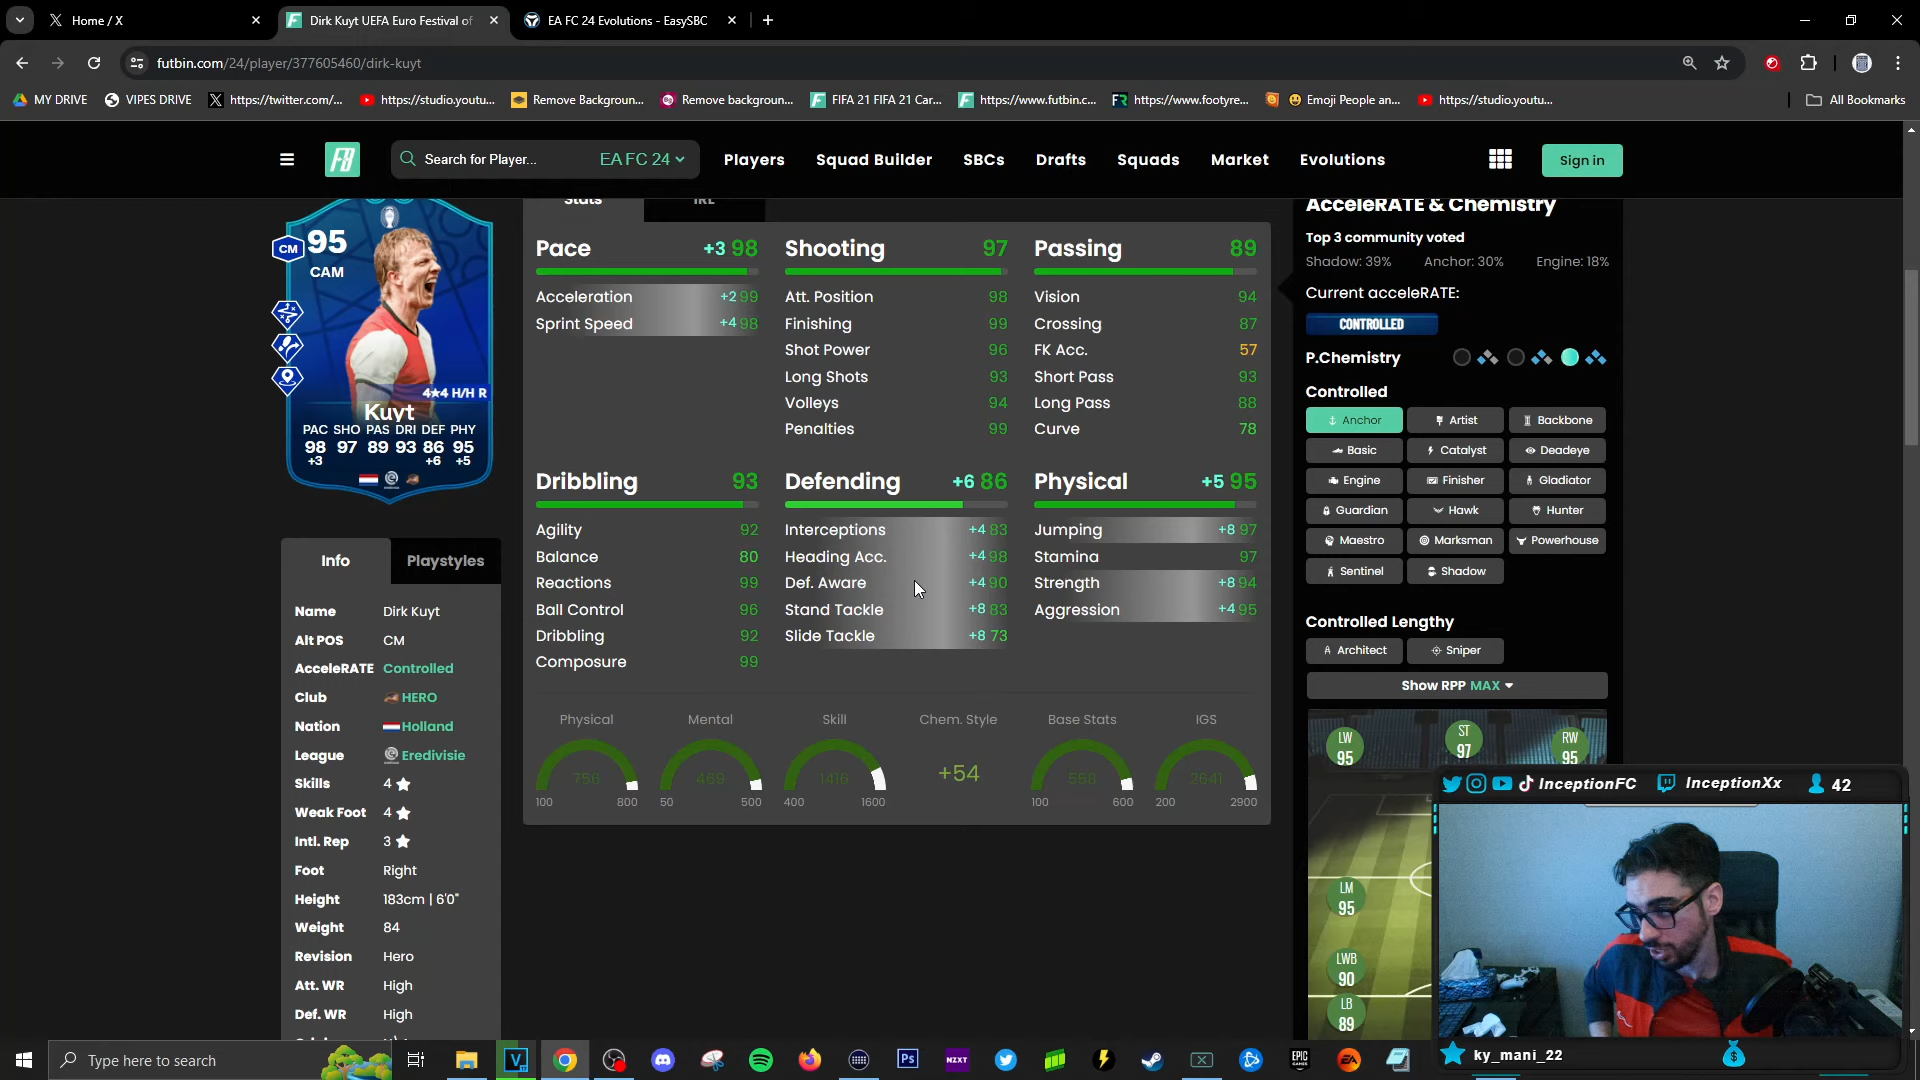 Home / X
Dirk Kuyt UEFA Euro Festival of
EA FC 24 Evolutions - EasySBC
futbin.com/24/player/377605460/dirk-kuyt
MY DRIVE
VIPES DRIVE
https://twitter.com/...
https://studio.youtu...
Remove Backgroun...
Remove backgroun...
FIFA 21 FIFA 21 Car...
https://www.futbin.c...
https://www.footyre...
Emoji People an...
https://studio.youtu...
All Bookmarks
Search for Player...
EA FC 24
Players
Squad Builder
SBCs
Drafts
Squads
Market
Evolutions
Sign in
CM
95
CAM
4★4 H/H R
Kuyt
PAC SHO PAS DRI DEF PHY
98 97 89 93 86 95
+3 +6 +5
Info
Playstyles
Name Dirk Kuyt
Alt POS CM
AcceleRATE Controlled
Club HERO
Nation Holland
League Eredivisie
Skills 4
Weak Foot 4
Intl. Rep 3
Foot Right
Height 183cm | 6'0"
Weight 84
Revision Hero
Att. WR High
Def. WR High
Stats
Pace +3 98
Acceleration +2 99
Sprint Speed +4 98
Shooting 97
Att. Position 98
Finishing 99
Shot Power 96
Long Shots 93
Volleys 94
Penalties 99
Passing 89
Vision 94
Crossing 87
FK Acc. 57
Short Pass 93
Long Pass 88
Curve 78
Dribbling 93
Agility 92
Balance 80
Reactions 99
Ball Control 96
Dribbling 92
Composure 99
Defending +6 86
Interceptions +4 83
Heading Acc. +4 98
Def. Aware +4 90
Stand Tackle +8 83
Slide Tackle +8 73
Physical +5 95
Jumping +8 97
Stamina 97
Strength +8 94
Aggression +4 95
Physical Mental Skill Chem. Style Base Stats IGS
756 469 1416 +54 558 2641
100 800 50 500 400 1600 100 600 200 2900
AcceleRATE & Chemistry
Top 3 community voted
Shadow: 39% Anchor: 30% Engine: 18%
Current acceleRATE:
CONTROLLED
P.Chemistry
Controlled
Anchor Artist Backbone
Basic Catalyst Deadeye
Engine Finisher Gladiator
Guardian Hawk Hunter
Maestro Marksman Powerhouse
Sentinel Shadow
Controlled Lengthy
Architect Sniper
Show RPP MAX
LW
95
ST
97
RW
95
LM
95
LWB
90
LB
89
InceptionFC
InceptionXx
42
ky_mani_22
Type here to search
Ps
NZXT
EPIC
GAMES
EA